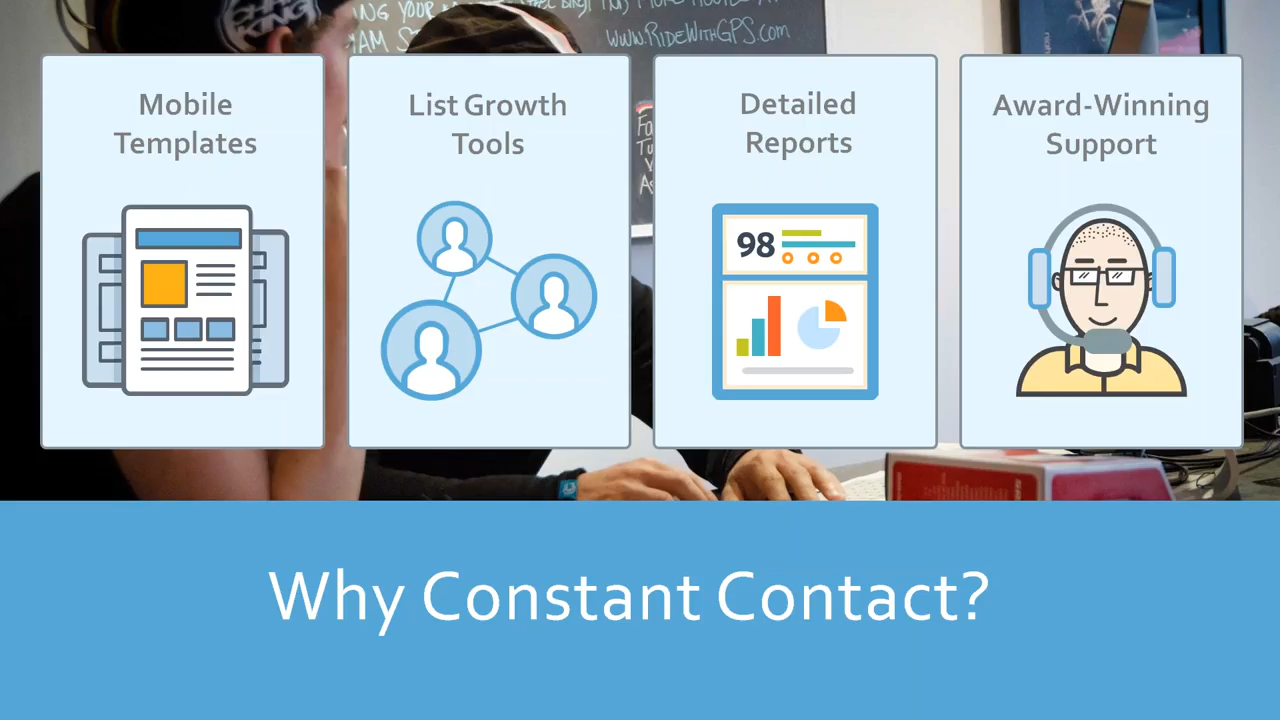 www.RideWithGPS.com
Mobile
Templates
List Growth
Tools
Detailed
Reports
Award-Winning
Support
98
Why Constant Contact?